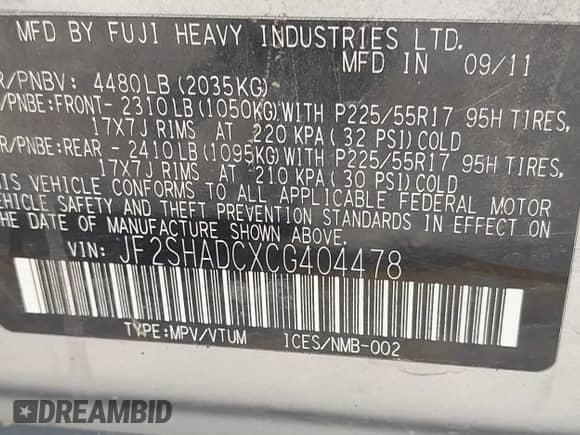 MFD BY FUJI HEAVY INDUSTRIES LTD.
MFD IN 09/11
R/PNBV: 4480LB (2035KG)
/PNBE:FRONT- 2310LB(1050KG)WITH P225/55R17 95H TIRES,
17X7J RIMS AT 220 KPA(32 PSI)COLD
R/PNBE:REAR - 2410LB(1095KG)WITH P225/55R17 95H TIRES,
17X7J RIMS AT 210 KPA(30 PSI)COLD
VEHICLE CONFORMS TO ALL APPLICABLE FEDERAL MOTOR
VEHICLE SAFETY AND THEFT PREVENTION STANDARDS IN EFFECT ON
THE DATE OF MANUFACTURE SHOWN ABOVE.
VIN: JF2SHADCXCG404478
TYPE:MPV/VTUM ICES/NMB-002
DREAMBID